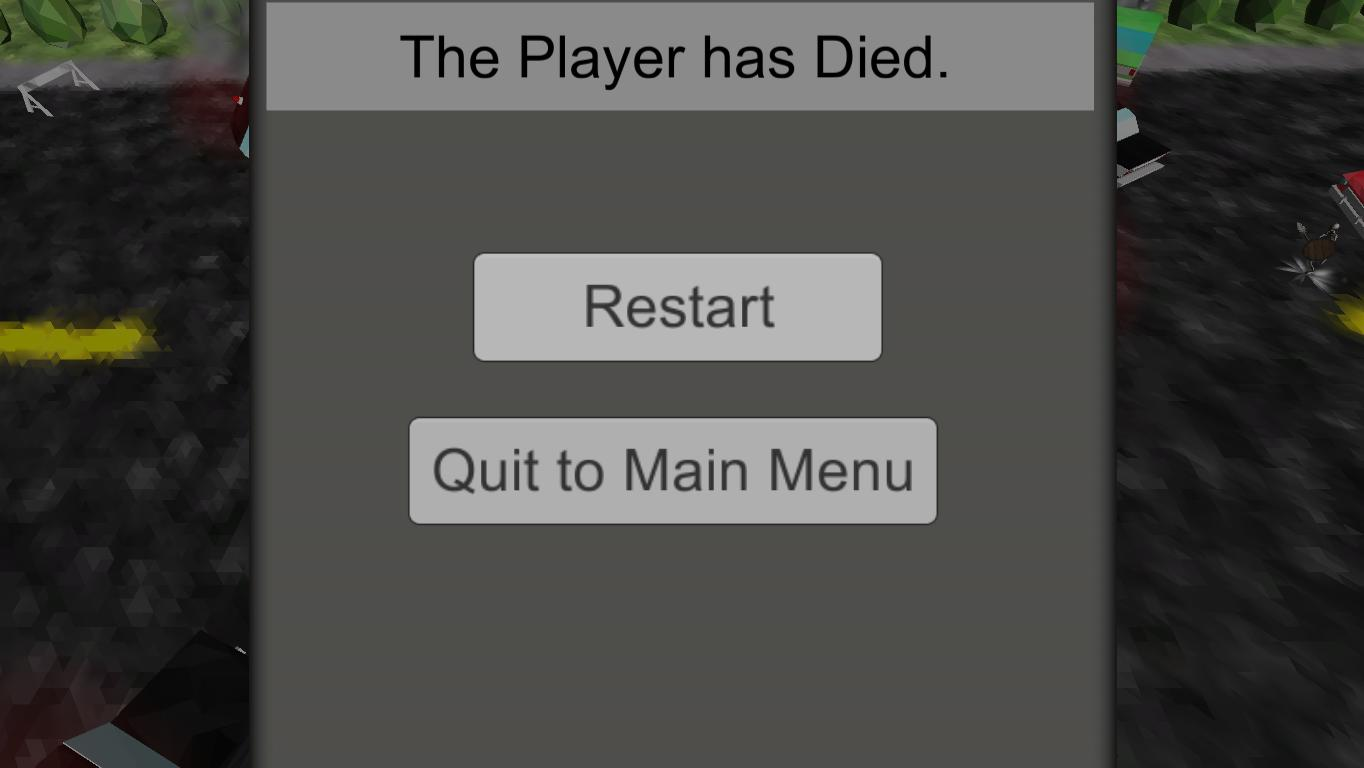 The Player has Died.
Restart
Quit to Main Menu